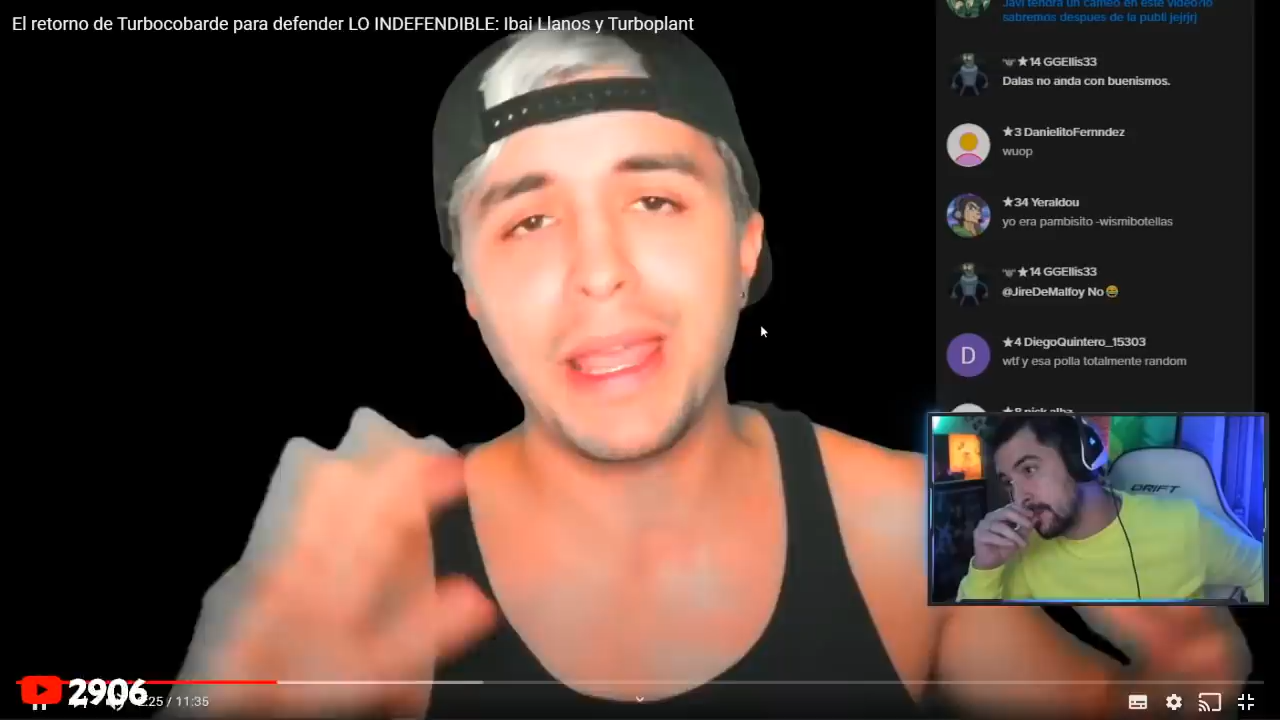 El retorno de Turbocobarde para defender LO INDEFENDIBLE: Ibai Llanos y Turboplant
Javi tendra un cameo en este video?lo
sabremos despues de la publi jejrjrj
★14 GGEllis33
Dalas no anda con buenismos.
★3 DanielitoFernndez
wuop
★34 Yeraldou
yo era pambisito -wismibotellas
★14 GGEllis33
@JireDeMalfoy No😂
★4 DiegoQuintero_15303
D
wtf y esa polla totalmente random
DRIFT
2906
:25 / 11:35